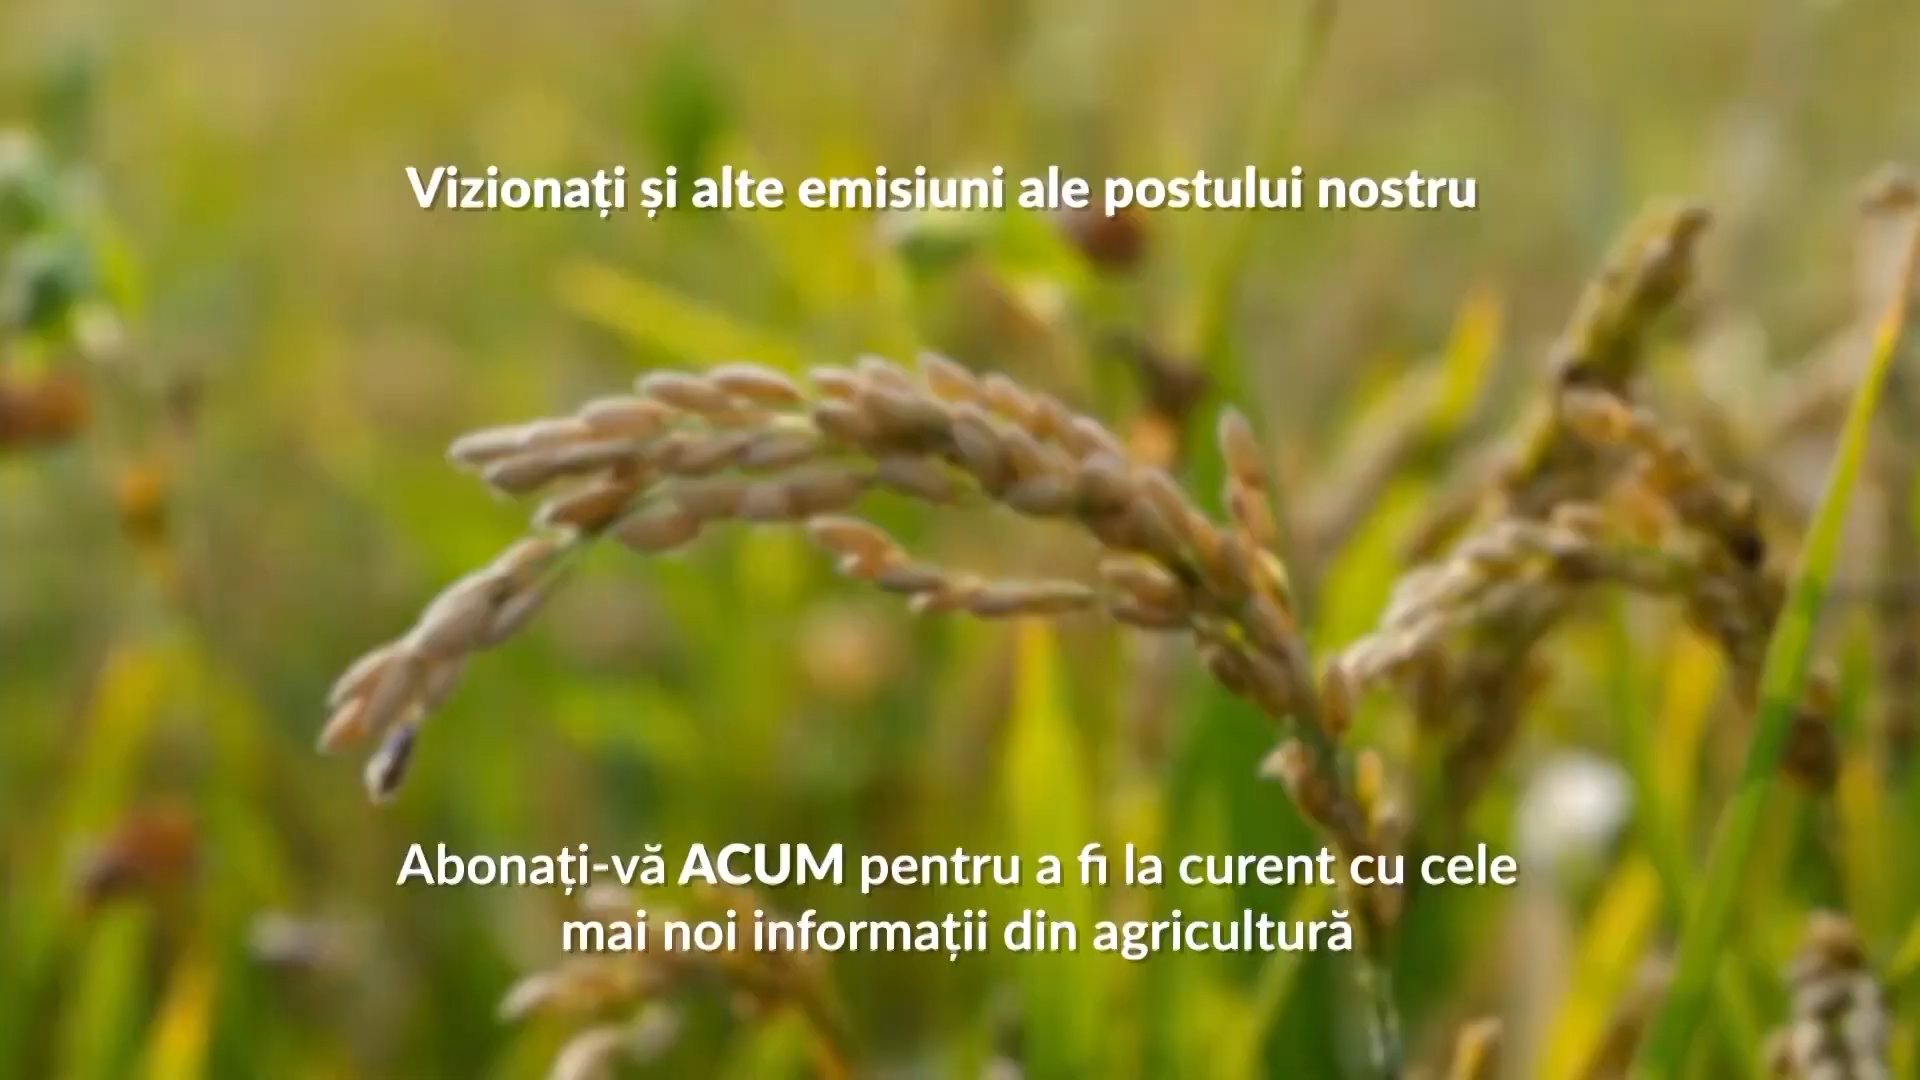 Vizionați și alte emisiuni ale postului nostru
Abonați-vă ACUM pentru a fi la curent cu cele
mai noi informații din agricultură